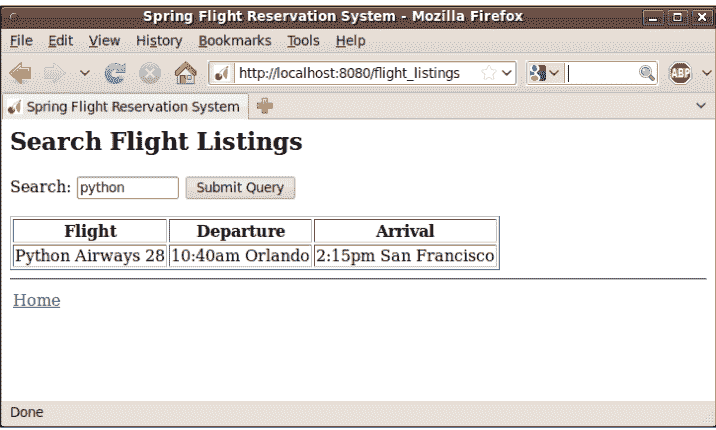 Spring Flight Reservation System - Mozilla Firefox
File Edit View History Bookmarks Tools Help
http://localhost:8080/flight_listings ABP
Spring Flight Reservation System
Search Flight Listings
Search: python Submit Query
Flight Departure Arrival
Python Airways 28 10:40am Orlando 2:15pm San Francisco
Home
Done